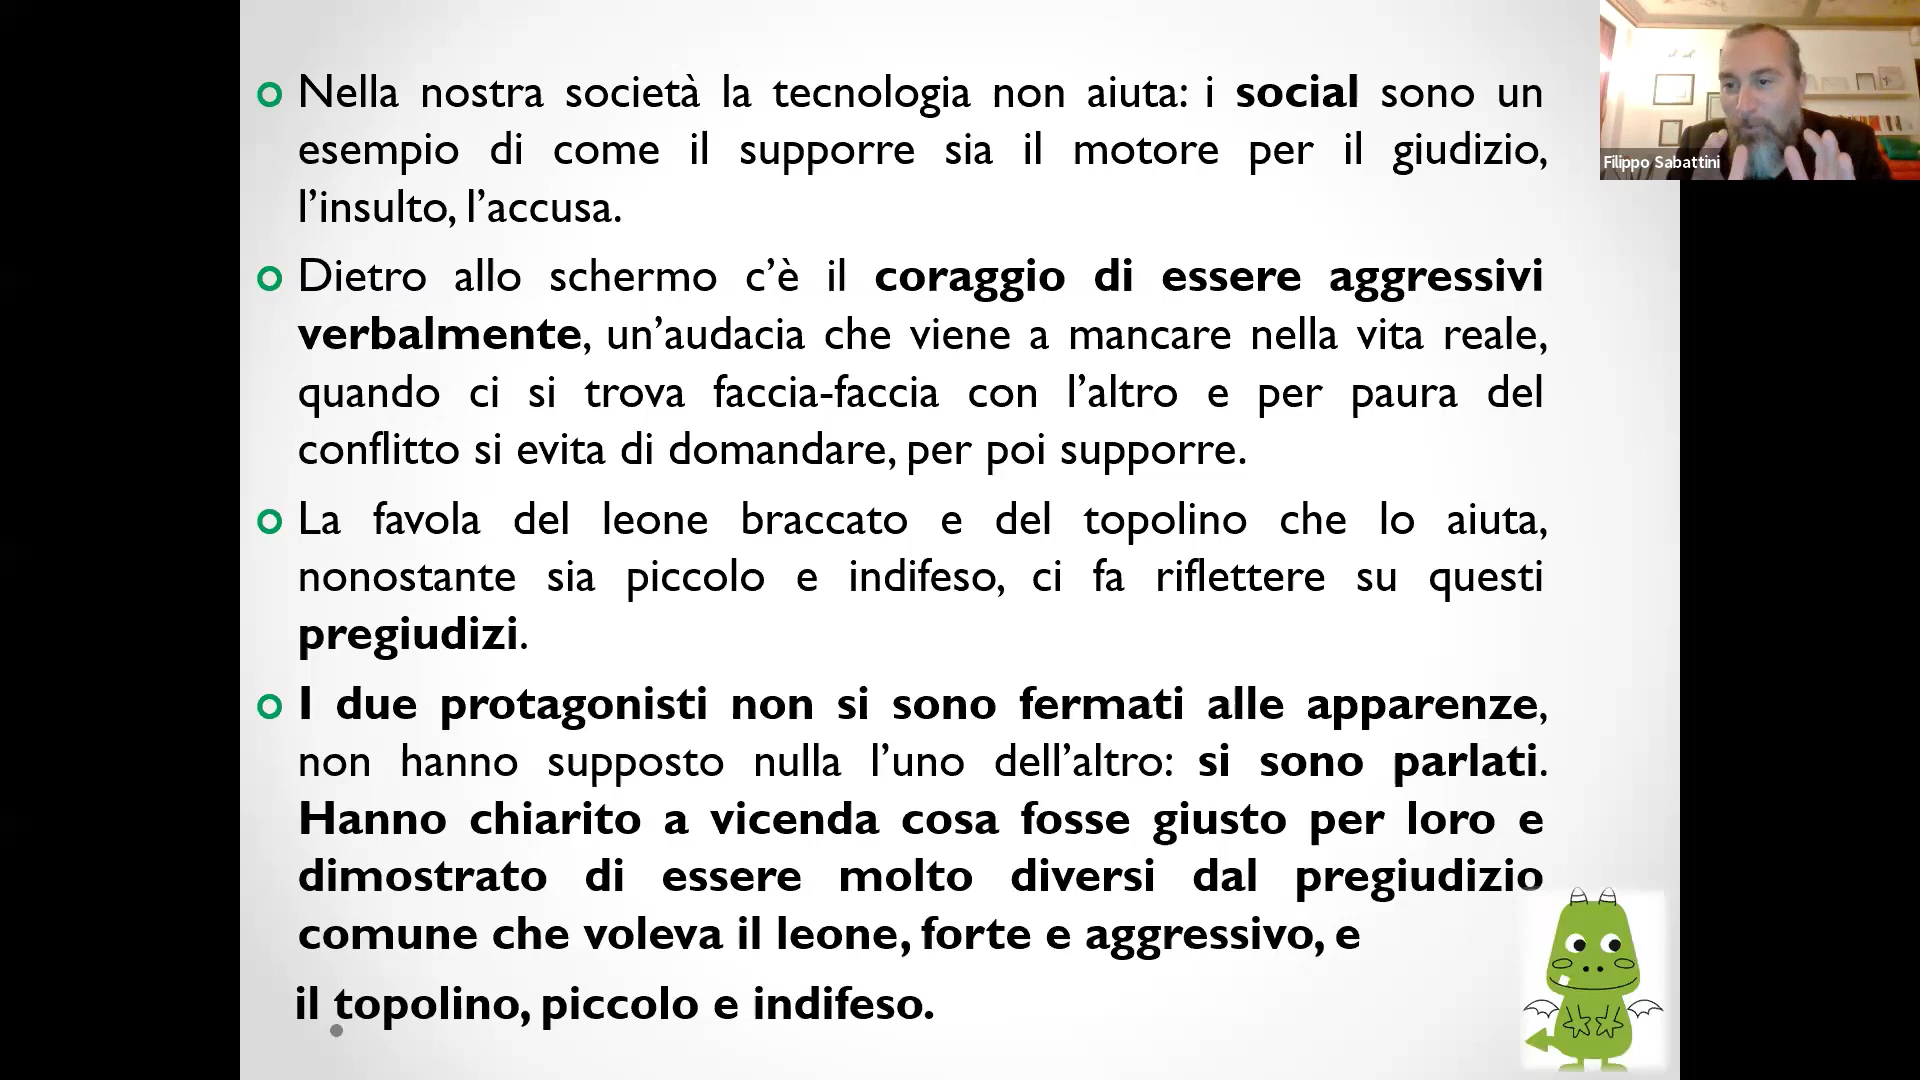 Nella nostra società la tecnologia non aiuta: i social sono un
esempio di come il supporre sia il motore per il giudizio,
l’insulto, l’accusa.
Dietro allo schermo c’è il coraggio di essere aggressivi
verbalmente, un’audacia che viene a mancare nella vita reale,
quando ci si trova faccia-faccia con l’altro e per paura del
conflitto si evita di domandare, per poi supporre.
La favola del leone braccato e del topolino che lo aiuta,
nonostante sia piccolo e indifeso, ci fa riflettere su questi
pregiudizi.
I due protagonisti non si sono fermati alle apparenze,
non hanno supposto nulla l’uno dell’altro: si sono parlati.
Hanno chiarito a vicenda cosa fosse giusto per loro e
dimostrato di essere molto diversi dal pregiudizio
comune che voleva il leone, forte e aggressivo, e
il topolino, piccolo e indifeso.
Filippo Sabattini